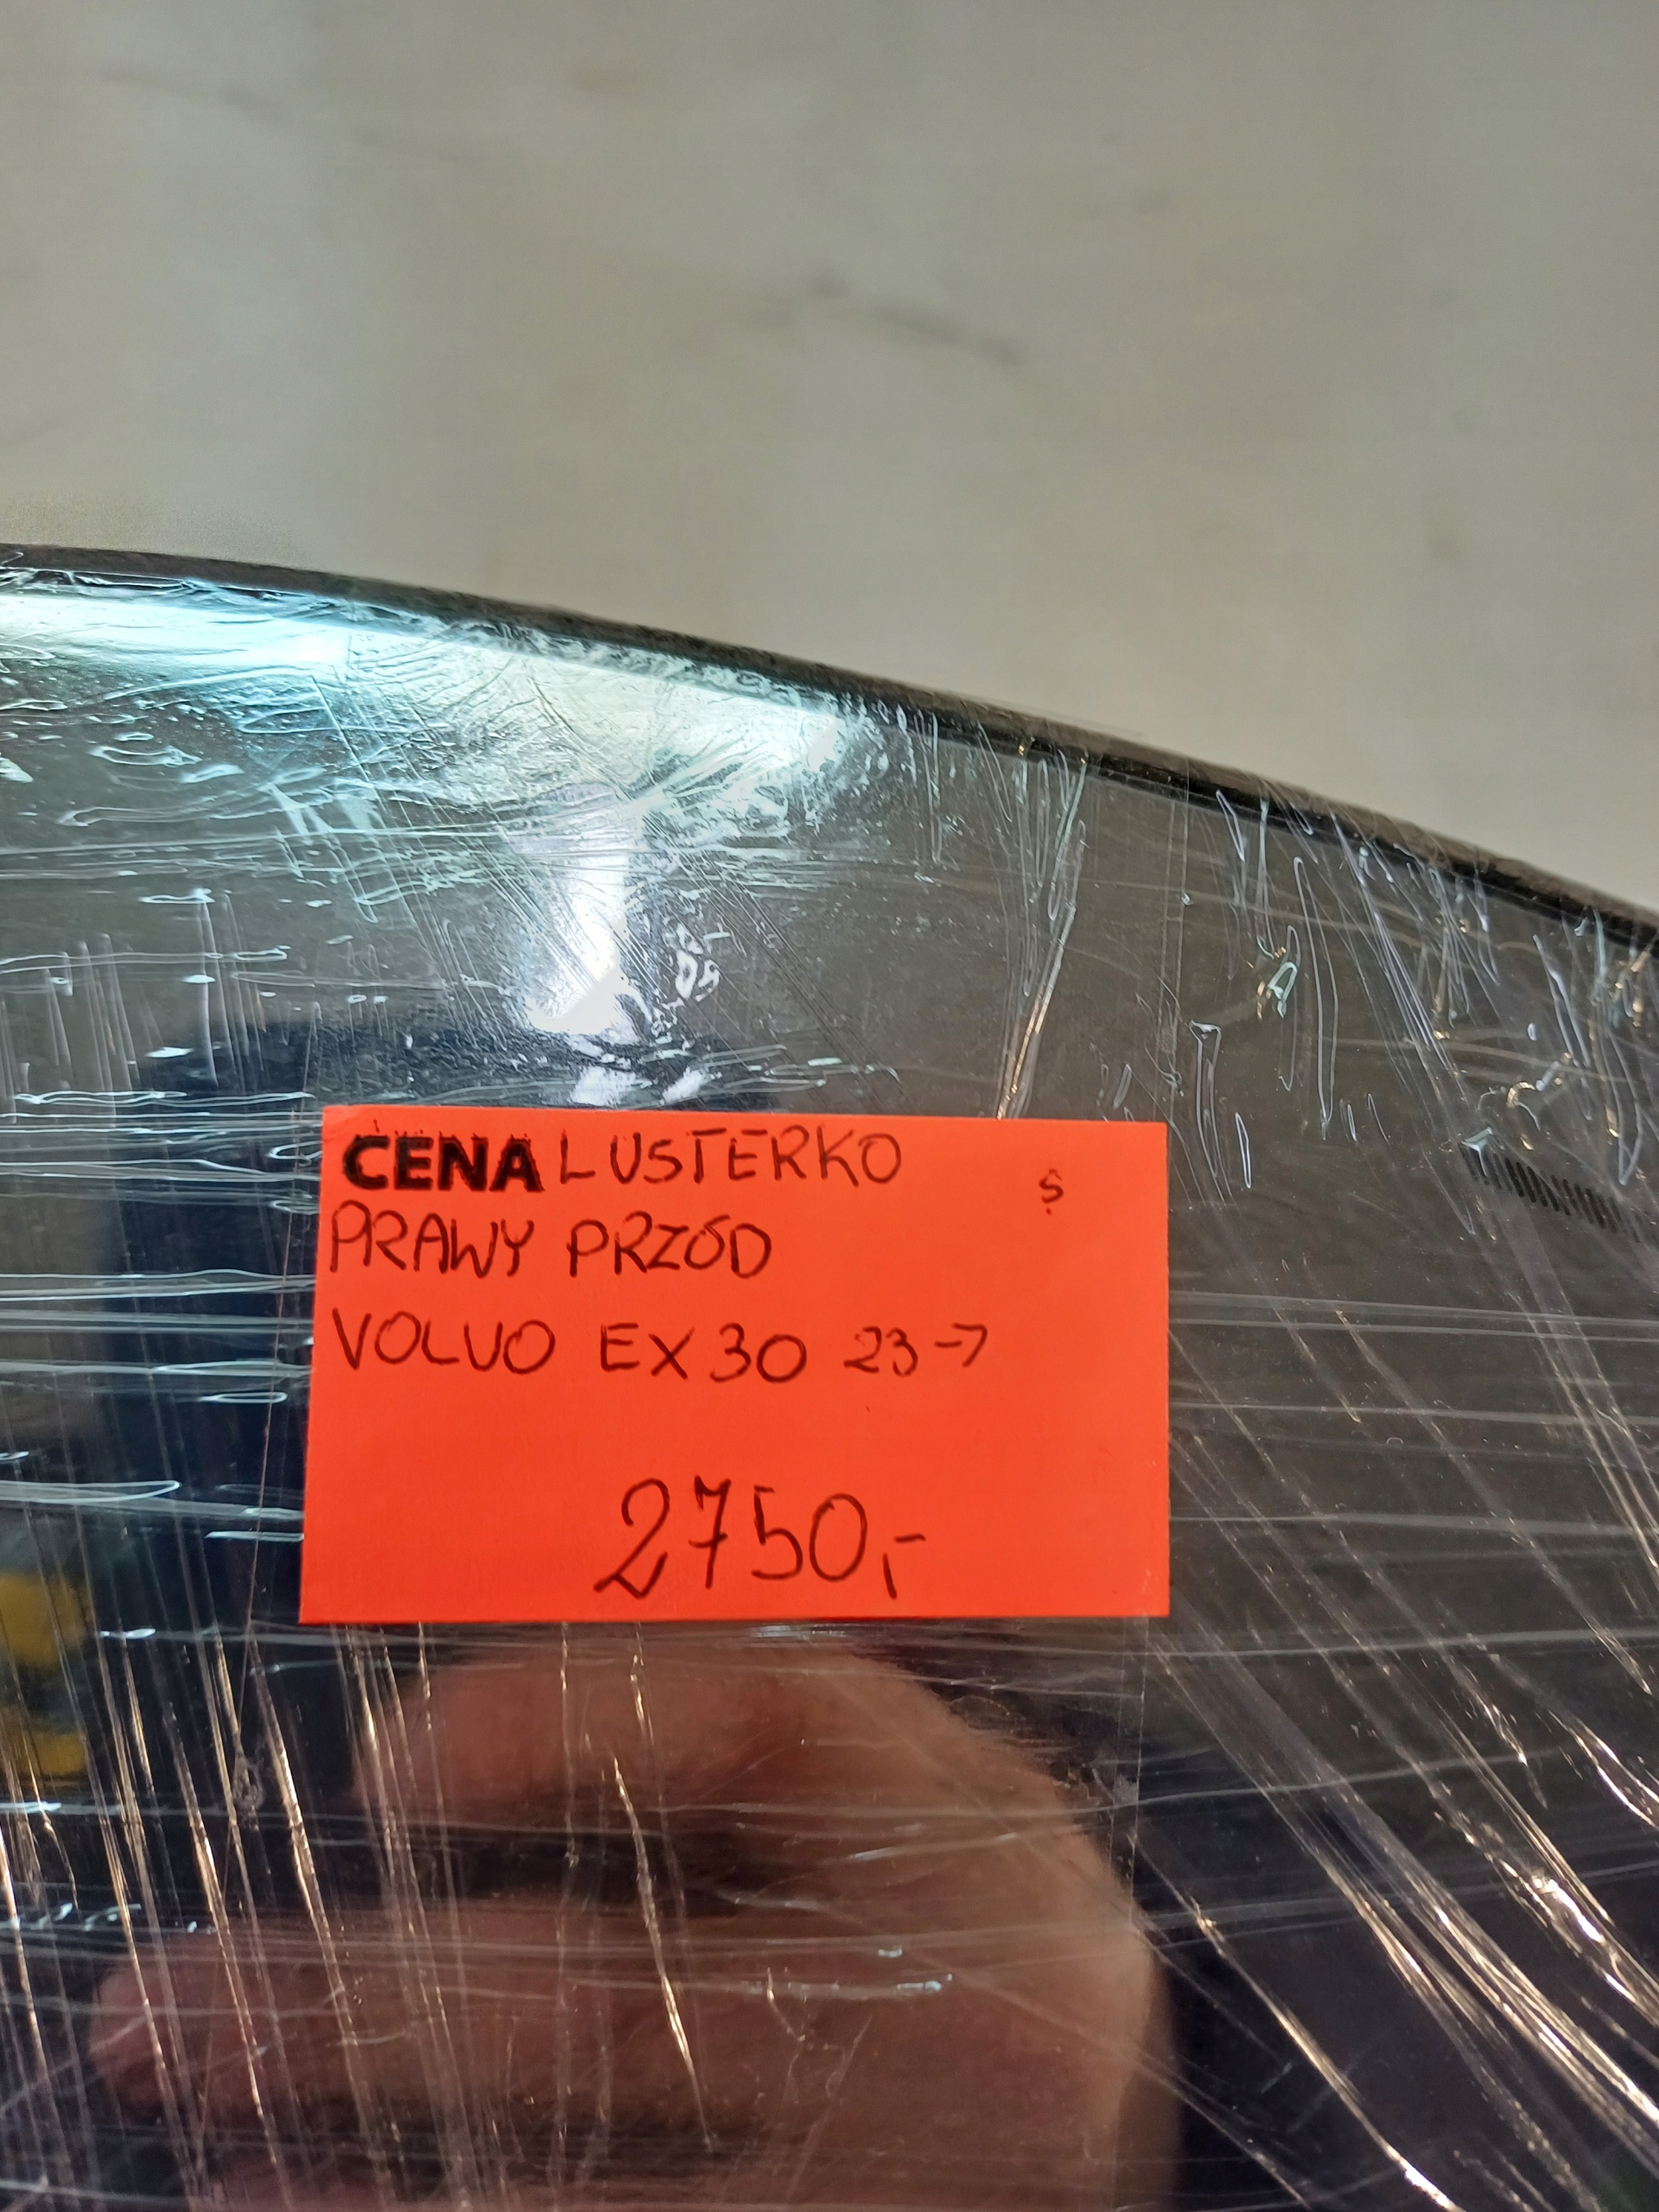 CENA LUSTERKO Ś
PRAWY PRZÓD
VOLVO EX30 23→
2750,-